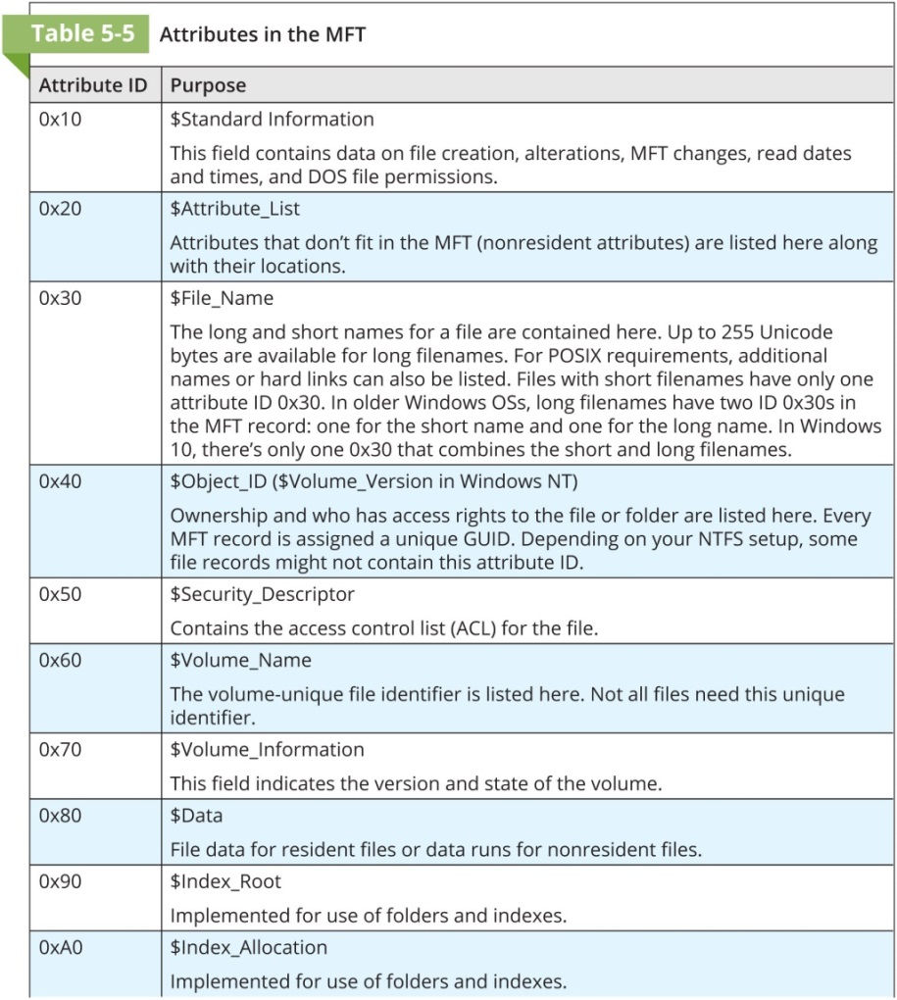 Table 5-5 Attributes in the MFT
Attribute ID Purpose
0x10 $Standard Information
This field contains data on file creation, alterations, MFT changes, read dates
and times, and DOS file permissions.
0x20 $Attribute_List
Attributes that don’t fit in the MFT (nonresident attributes) are listed here along
with their locations.
0x30 $File_Name
The long and short names for a file are contained here. Up to 255 Unicode
bytes are available for long filenames. For POSIX requirements, additional
names or hard links can also be listed. Files with short filenames have only one
attribute ID 0x30. In older Windows OSs, long filenames have two ID 0x30s in
the MFT record: one for the short name and one for the long name. In Windows
10, there’s only one 0x30 that combines the short and long filenames.
0x40 $Object_ID ($Volume_Version in Windows NT)
Ownership and who has access rights to the file or folder are listed here. Every
MFT record is assigned a unique GUID. Depending on your NTFS setup, some
file records might not contain this attribute ID.
0x50 $Security_Descriptor
Contains the access control list (ACL) for the file.
0x60 $Volume_Name
The volume-unique file identifier is listed here. Not all files need this unique
identifier.
0x70 $Volume_Information
This field indicates the version and state of the volume.
0x80 $Data
File data for resident files or data runs for nonresident files.
0x90 $Index_Root
Implemented for use of folders and indexes.
0xA0 $Index_Allocation
Implemented for use of folders and indexes.